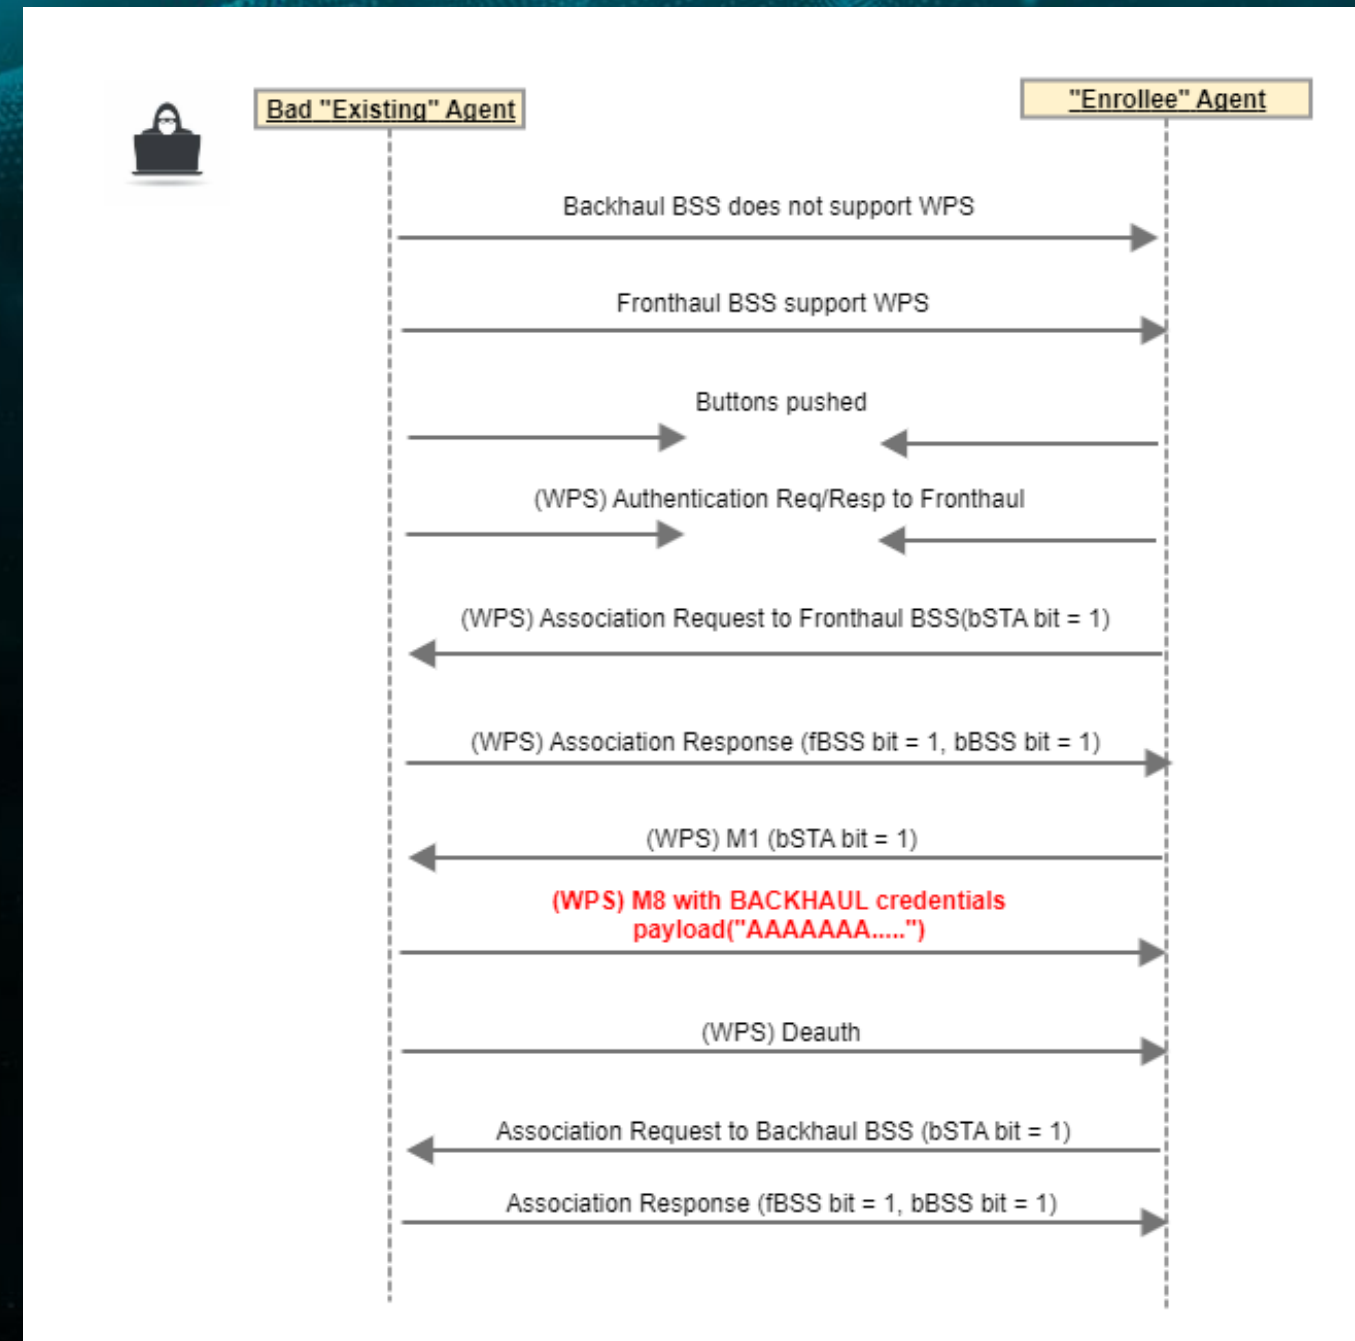 Bad "Existing" Agent
"Enrollee" Agent
Backhaul BSS does not support WPS
Fronthaul BSS support WPS
Buttons pushed
(WPS) Authentication Req/Resp to Fronthaul
(WPS) Association Request to Fronthaul BSS(bSTA bit = 1)
(WPS) Association Response (fBSS bit = 1, bBSS bit = 1)
(WPS) M1 (bSTA bit = 1)
(WPS) M8 with BACKHAUL credentials
payload("AAAAAAA.....")
(WPS) Deauth
Association Request to Backhaul BSS (bSTA bit = 1)
Association Response (fBSS bit = 1, bBSS bit = 1)